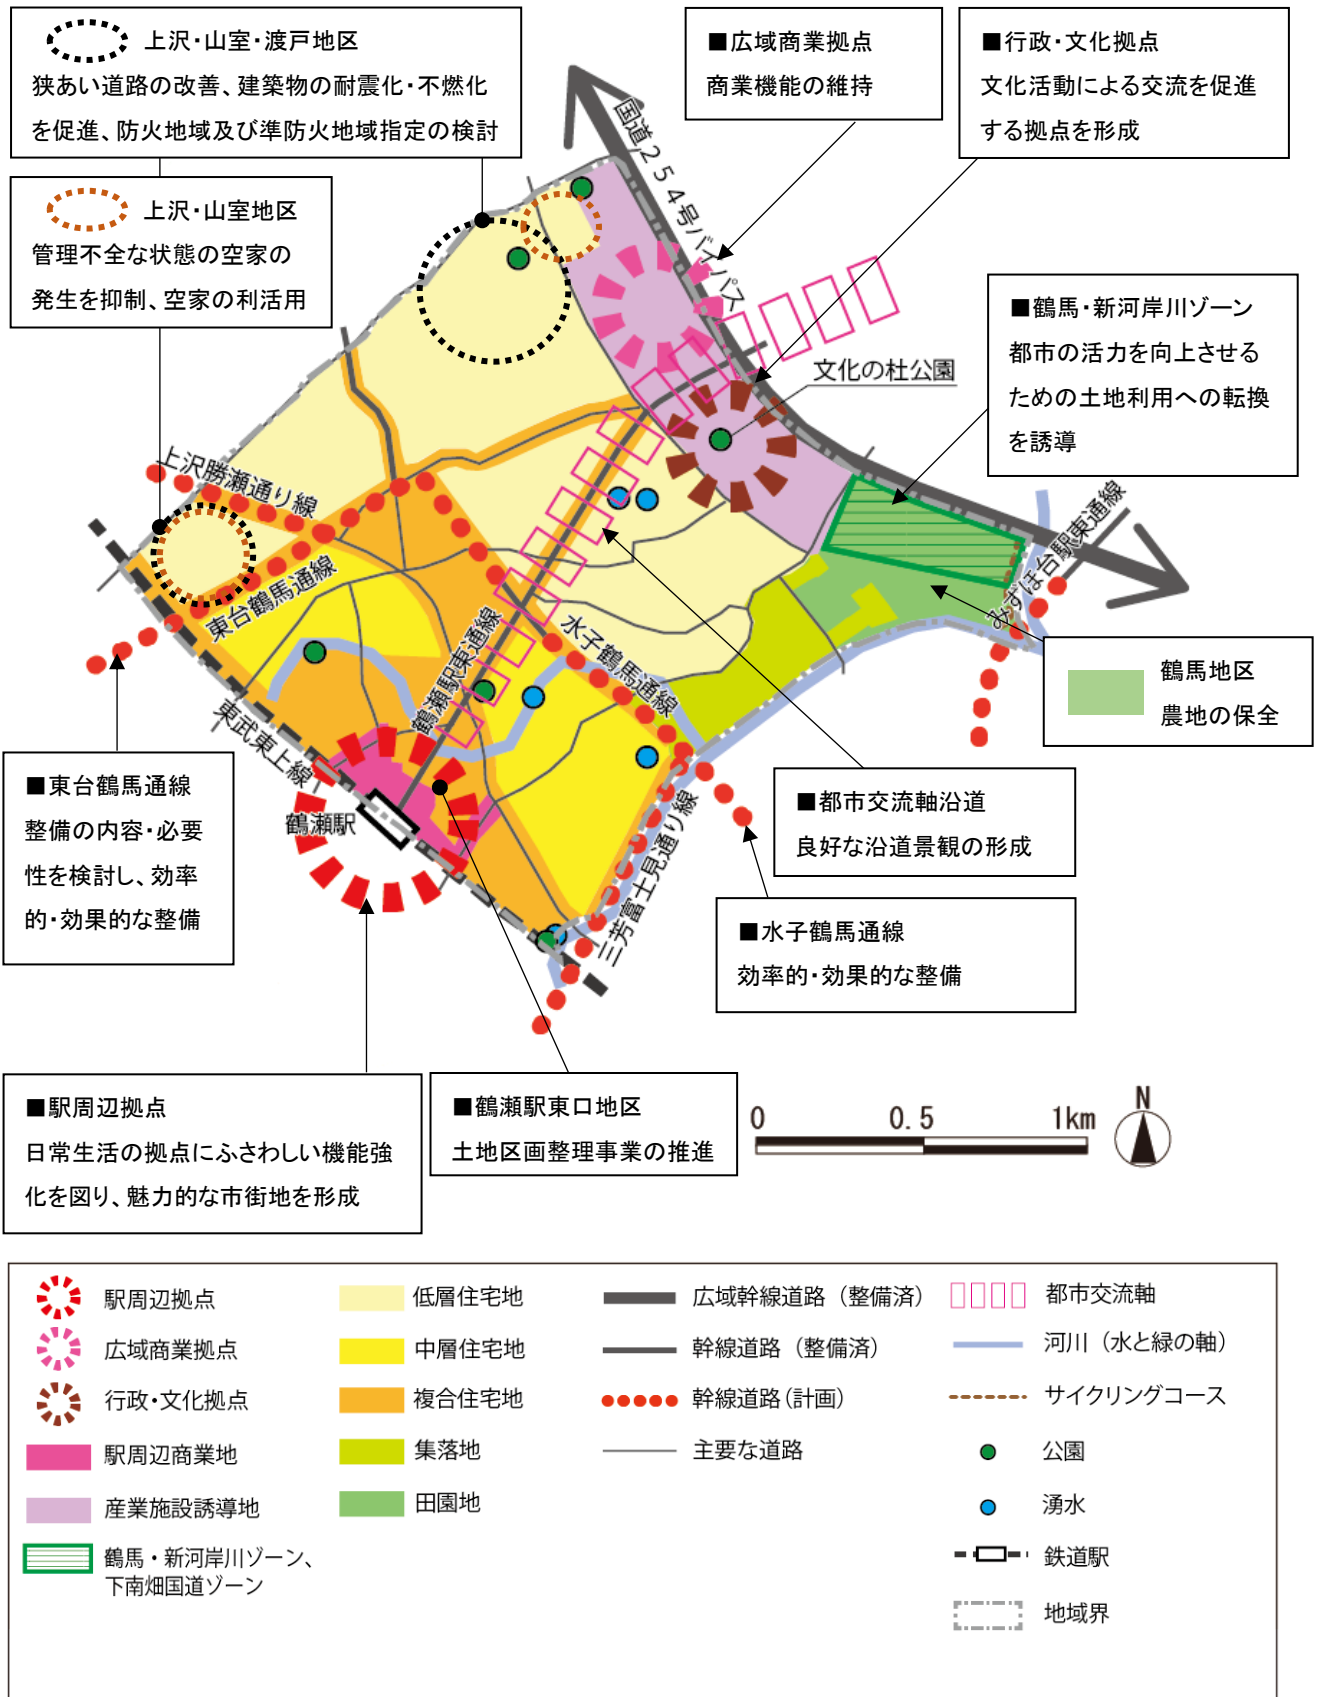 上沢・山室・渡戸地区
狭あい道路の改善、建築物の耐震化・不燃化
を促進、防火地域及び準防火地域指定の検討
上沢・山室地区
管理不全な状態の空家の
発生を抑制、空家の利活用
■広域商業拠点
商業機能の維持
■行政・文化拠点
文化活動による交流を促進
する拠点を形成
■鶴馬・新河岸川ゾーン
都市の活力を向上させる
ための土地利用への転換
を誘導
国道254号バイパス
文化の杜公園
上沢勝瀬通り線
東台鶴馬通線
鶴瀬駅東通線
水子鶴馬通線
みずほ台駅東通線
東武東上線
鶴瀬駅
三芳富士見通り線
鶴馬地区
農地の保全
■東台鶴馬通線
整備の内容・必要
性を検討し、効率
的・効果的な整備
■都市交流軸沿道
良好な沿道景観の形成
■水子鶴馬通線
効率的・効果的な整備
■駅周辺拠点
日常生活の拠点にふさわしい機能強
化を図り、魅力的な市街地を形成
■鶴瀬駅東口地区
土地区画整理事業の推進
0 0.5 1km
N
駅周辺拠点
広域商業拠点
行政・文化拠点
駅周辺商業地
産業施設誘導地
鶴馬・新河岸川ゾーン、
下南畑国道ゾーン
低層住宅地
中層住宅地
複合住宅地
集落地
田園地
広域幹線道路（整備済）
幹線道路（整備済）
幹線道路（計画）
主要な道路
都市交流軸
河川（水と緑の軸）
サイクリングコース
公園
湧水
鉄道駅
地域界